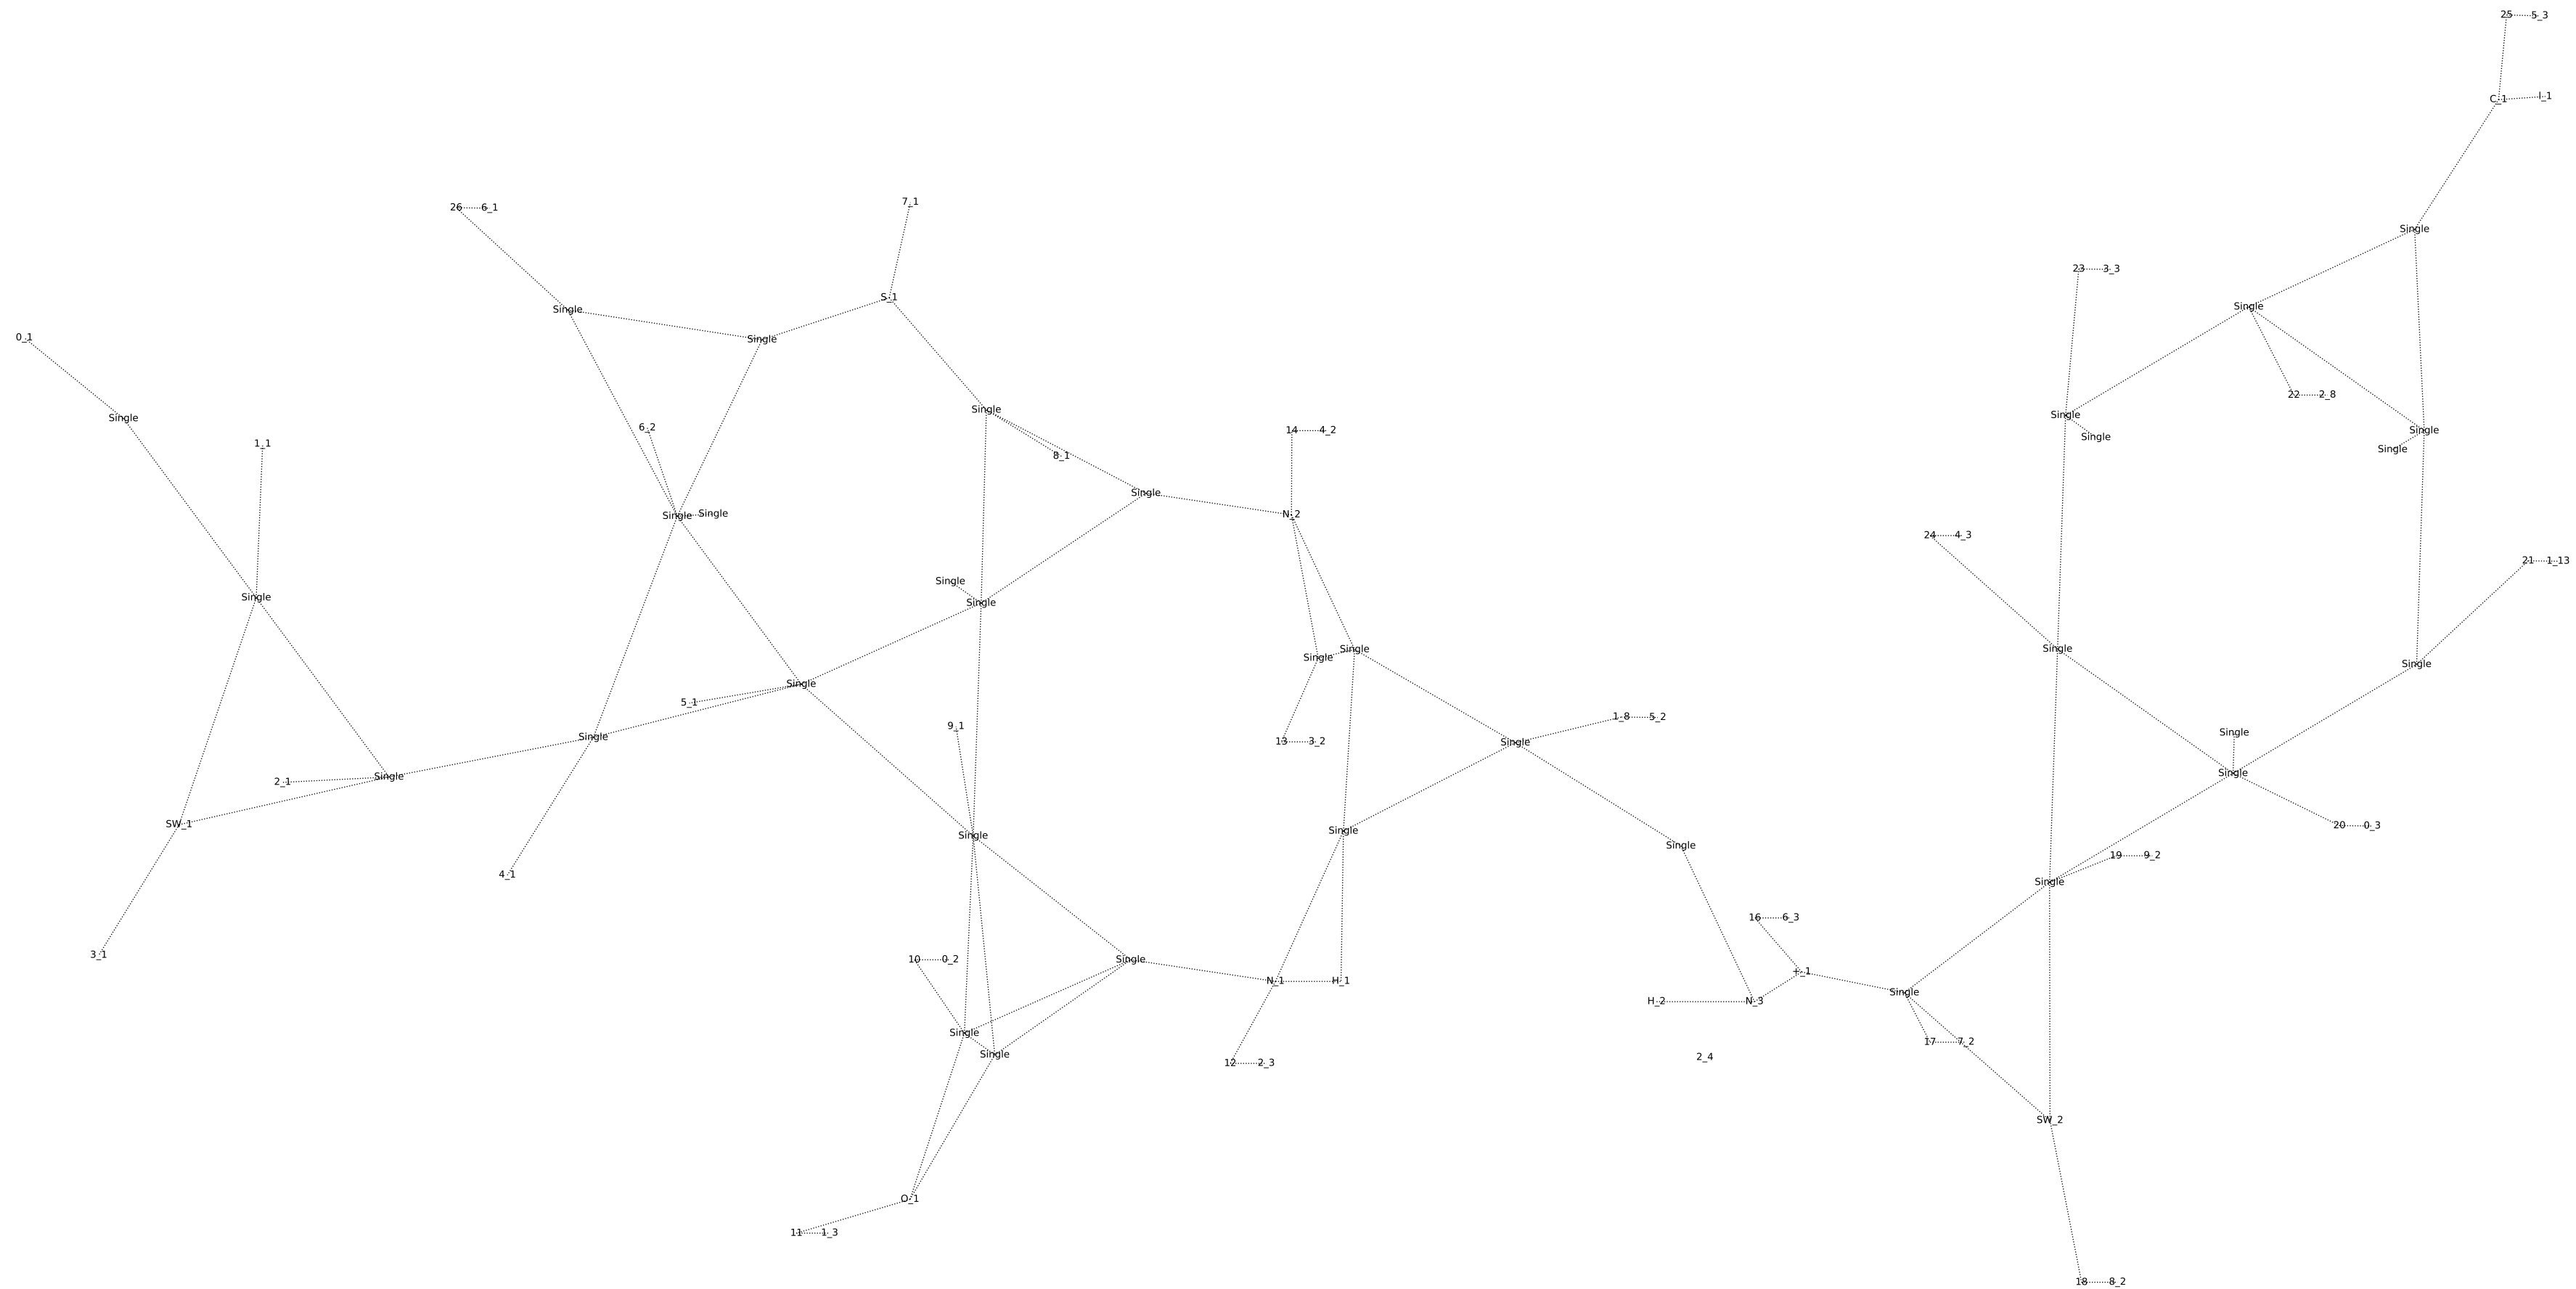 25 5_3
C_1 I_1
7_1
26 6_1
Single
23 3_3
S_1
Single
Single
0_1
Single
22 2_8
Single
Single
Single
6_2
14 4_2
Single
Single
1_1
Single
8_1
Single
Single Single
N_2
24 4_3
21 1_13
Single
Single
Single
Single
Single
Single
Single
Single
5_1
1_8 5_2
9_1
Single
Single
Single
13 3_2
Single
Single
2_1
SW_1
20 0_3
Single
Single
Single
19 9_2
4_1
Single
16 6_3
3_1
10 0_2
Single
+_1
N_1 H_1
Single
H_2 N_3
Single
17 7_2
Single
2_4
12 2_3
SW_2
O_1
11 1_3
18 8_2